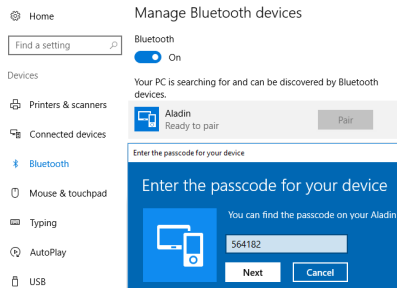 Home
Find a setting
Devices
Printers & scanners
Connected devices
Bluetooth
Mouse & touchpad
Typing
AutoPlay
USB
Manage Bluetooth devices
Bluetooth
On
Your PC is searching for and can be discovered by Bluetooth
devices.
Aladin
Ready to pair
Pair
Enter the passcode for your device
Enter the passcode for your device
You can find the passcode on your Aladin
564182
Next
Cancel